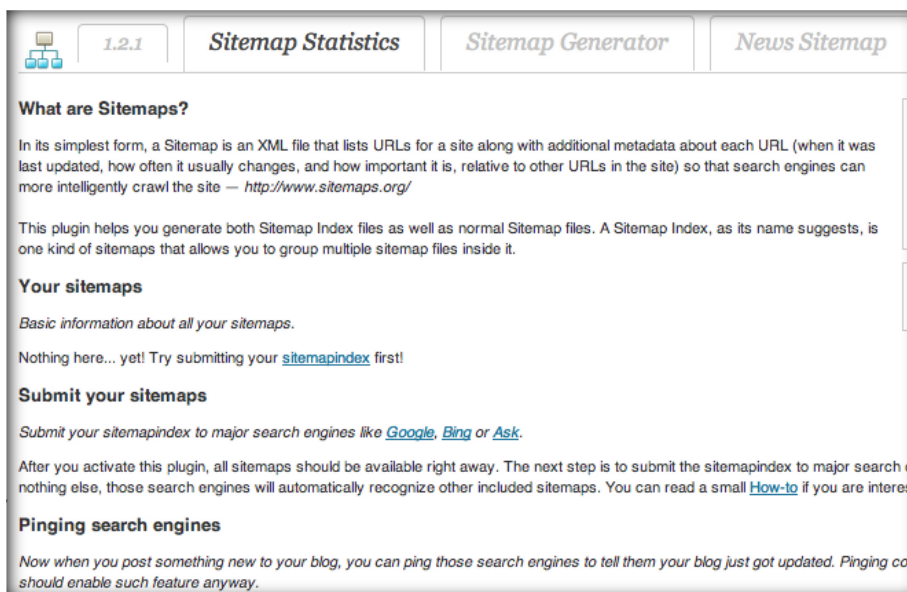 1.2.1 Sitemap Statistics Sitemap Generator News Sitemap
What are Sitemaps?
In its simplest form, a Sitemap is an XML file that lists URLs for a site along with additional metadata about each URL (when it was
last updated, how often it usually changes, and how important it is, relative to other URLs in the site) so that search engines can
more intelligently crawl the site — http://www.sitemaps.org/
This plugin helps you generate both Sitemap Index files as well as normal Sitemap files. A Sitemap Index, as its name suggests, is
one kind of sitemaps that allows you to group multiple sitemap files inside it.
Your sitemaps
Basic information about all your sitemaps.
Nothing here... yet! Try submitting your sitemapindex first!
Submit your sitemaps
Submit your sitemapindex to major search engines like Google, Bing or Ask.
After you activate this plugin, all sitemaps should be available right away. The next step is to submit the sitemapindex to major search
nothing else, those search engines will automatically recognize other included sitemaps. You can read a small How-to if you are
Pinging search engines
Now when you post something new to your blog, you can ping those search engines to tell them your blog just got updated. Pinging
should enable such feature anyway.